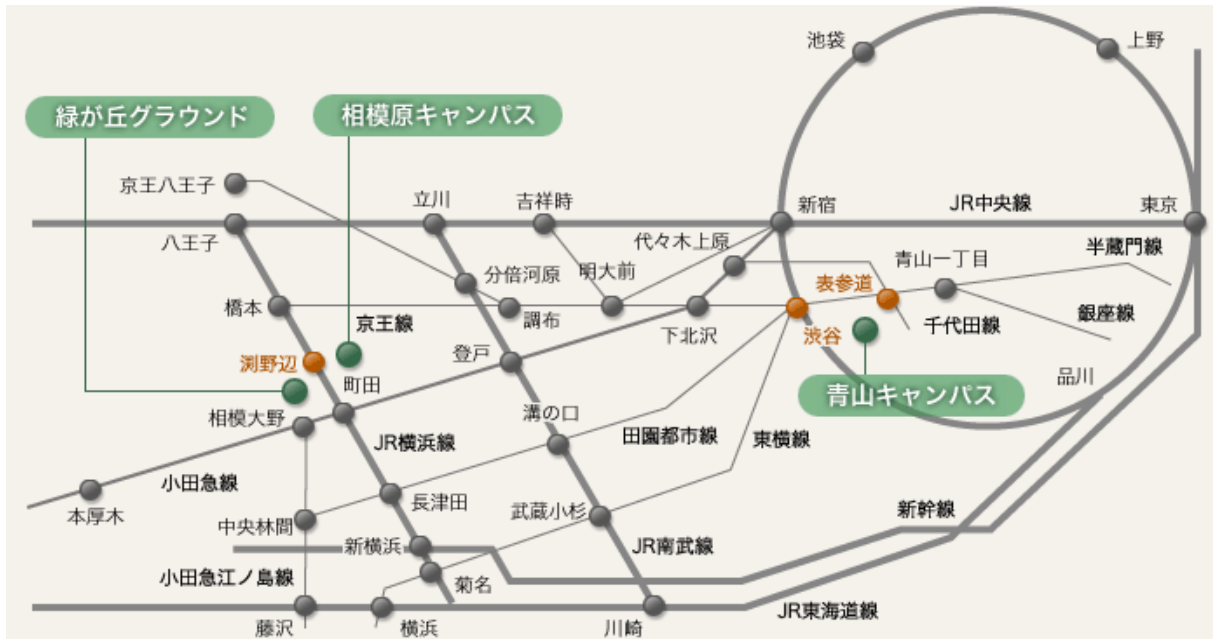 池袋
上野
緑が丘グラウンド
相模原キャンパス
京王八王子
立川
吉祥時
新宿
JR中央線
東京
八王子
代々木上原
半蔵門線
分倍河原
明大前
青山一丁目
表参道
橋本
京王線
調布
下北沢
渋谷
千代田線
銀座線
渕野辺
町田
登戸
品川
青山キャンパス
相模大野
溝の口
JR横浜線
田園都市線
東横線
小田急線
本厚木
長津田
中央林間
武蔵小杉
新幹線
新横浜
JR南武線
小田急江ノ島線
菊名
JR東海道線
藤沢
横浜
川崎